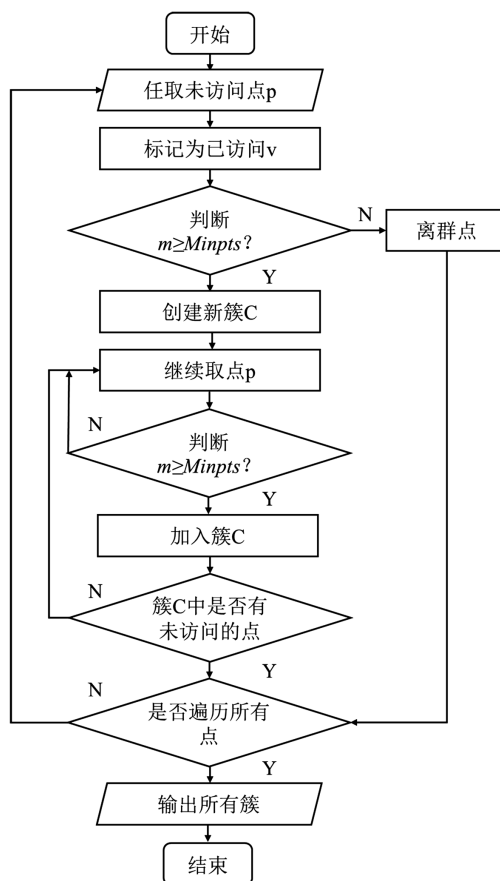 开始
任取未访问点p
标记为已访问v
判断
m≥Minpts?
N
离群点
Y
创建新簇C
继续取点p
N
判断
m≥Minpts?
Y
加入簇C
N
簇C中是否有
未访问的点
Y
N
是否遍历所有
点
Y
输出所有簇
结束